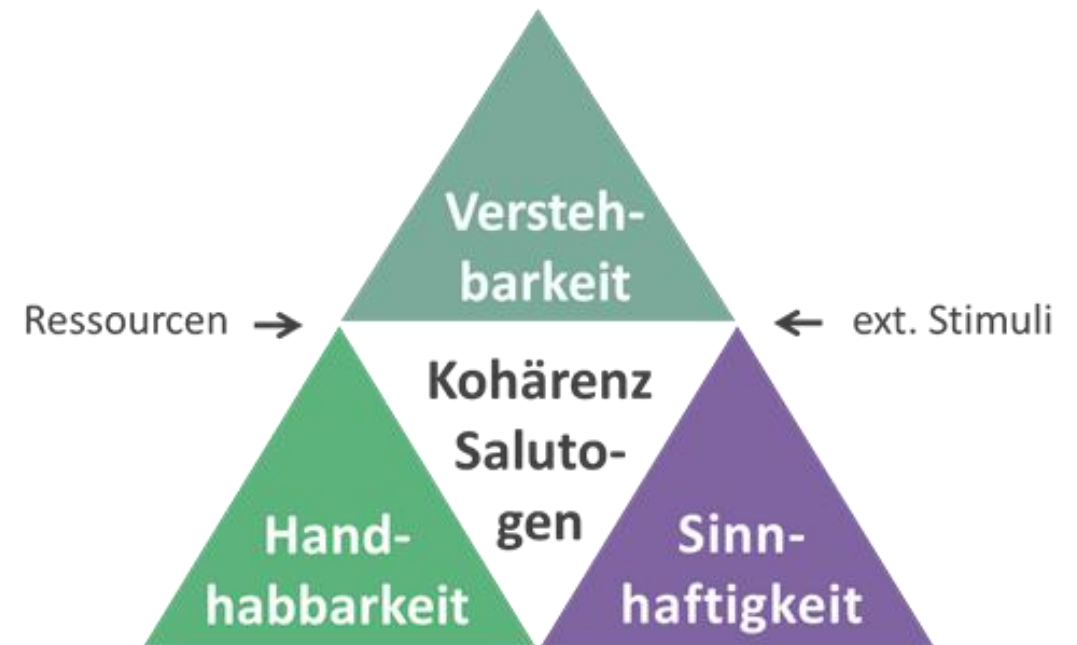 Versteh-
barkeit
Ressourcen → ← ext. Stimuli
Kohärenz
Saluto-
gen
Hand-
habbarkeit
Sinn-
haftigkeit